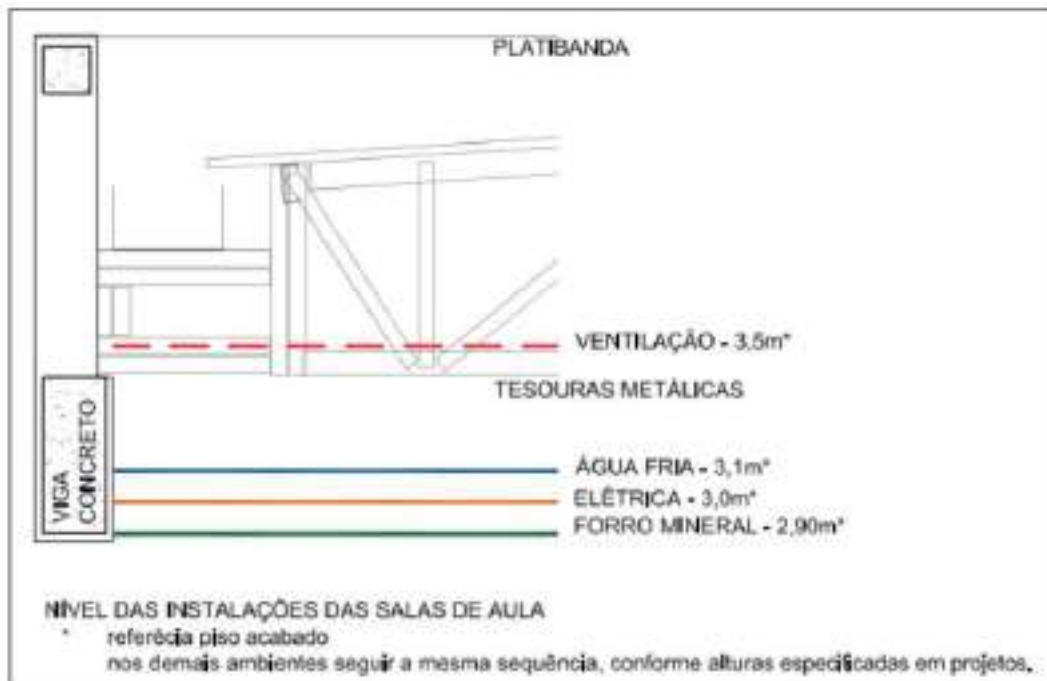 PLATIBANDA
VENTILAÇÃO - 3,5m*
TESOURAS METÁLICAS
VIGA
CONCRETO
ÁGUA FRIA - 3,1m*
ELÉTRICA - 3,0m*
FORRO MINERAL - 2,90m*
NÍVEL DAS INSTALAÇÕES DAS SALAS DE AULA
* referêcia piso acabado
nos demais ambientes seguir a mesma sequência, conforme alturas especificadas em projetos.